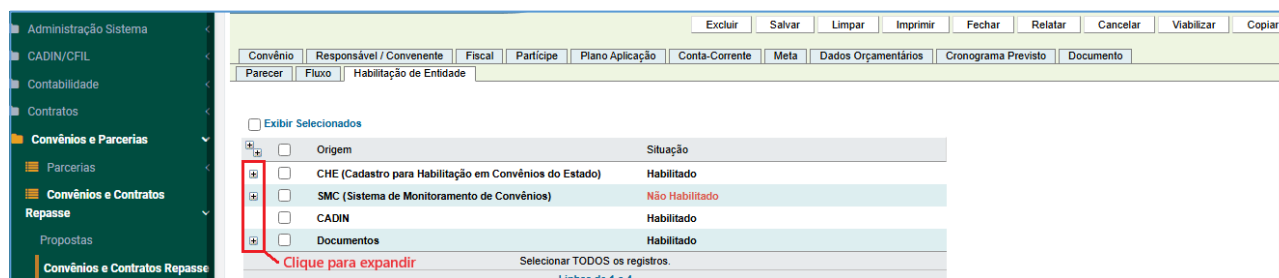 Excluir Salvar Limpar Imprimir Fechar Relatar Cancelar Viabilizar Copiar
Administração Sistema
CADIN/CFIL
Contabilidade
Contratos
Convênios e Parcerias
Parcerias
Convênios e Contratos
Repasse
Propostas
Convênios e Contratos Repasse
Convênio Responsável / Convenente Fiscal Partícipe Plano Aplicação Conta-Corrente Meta Dados Orçamentários Cronograma Previsto Documento
Parecer Fluxo Habilitação de Entidade
Exibir Selecionados
Origem Situação
CHE (Cadastro para Habilitação em Convênios do Estado) Habilitado
SMC (Sistema de Monitoramento de Convênios) Não Habilitado
CADIN Habilitado
Documentos Habilitado
Clique para expandir
Selecionar TODOS os registros.